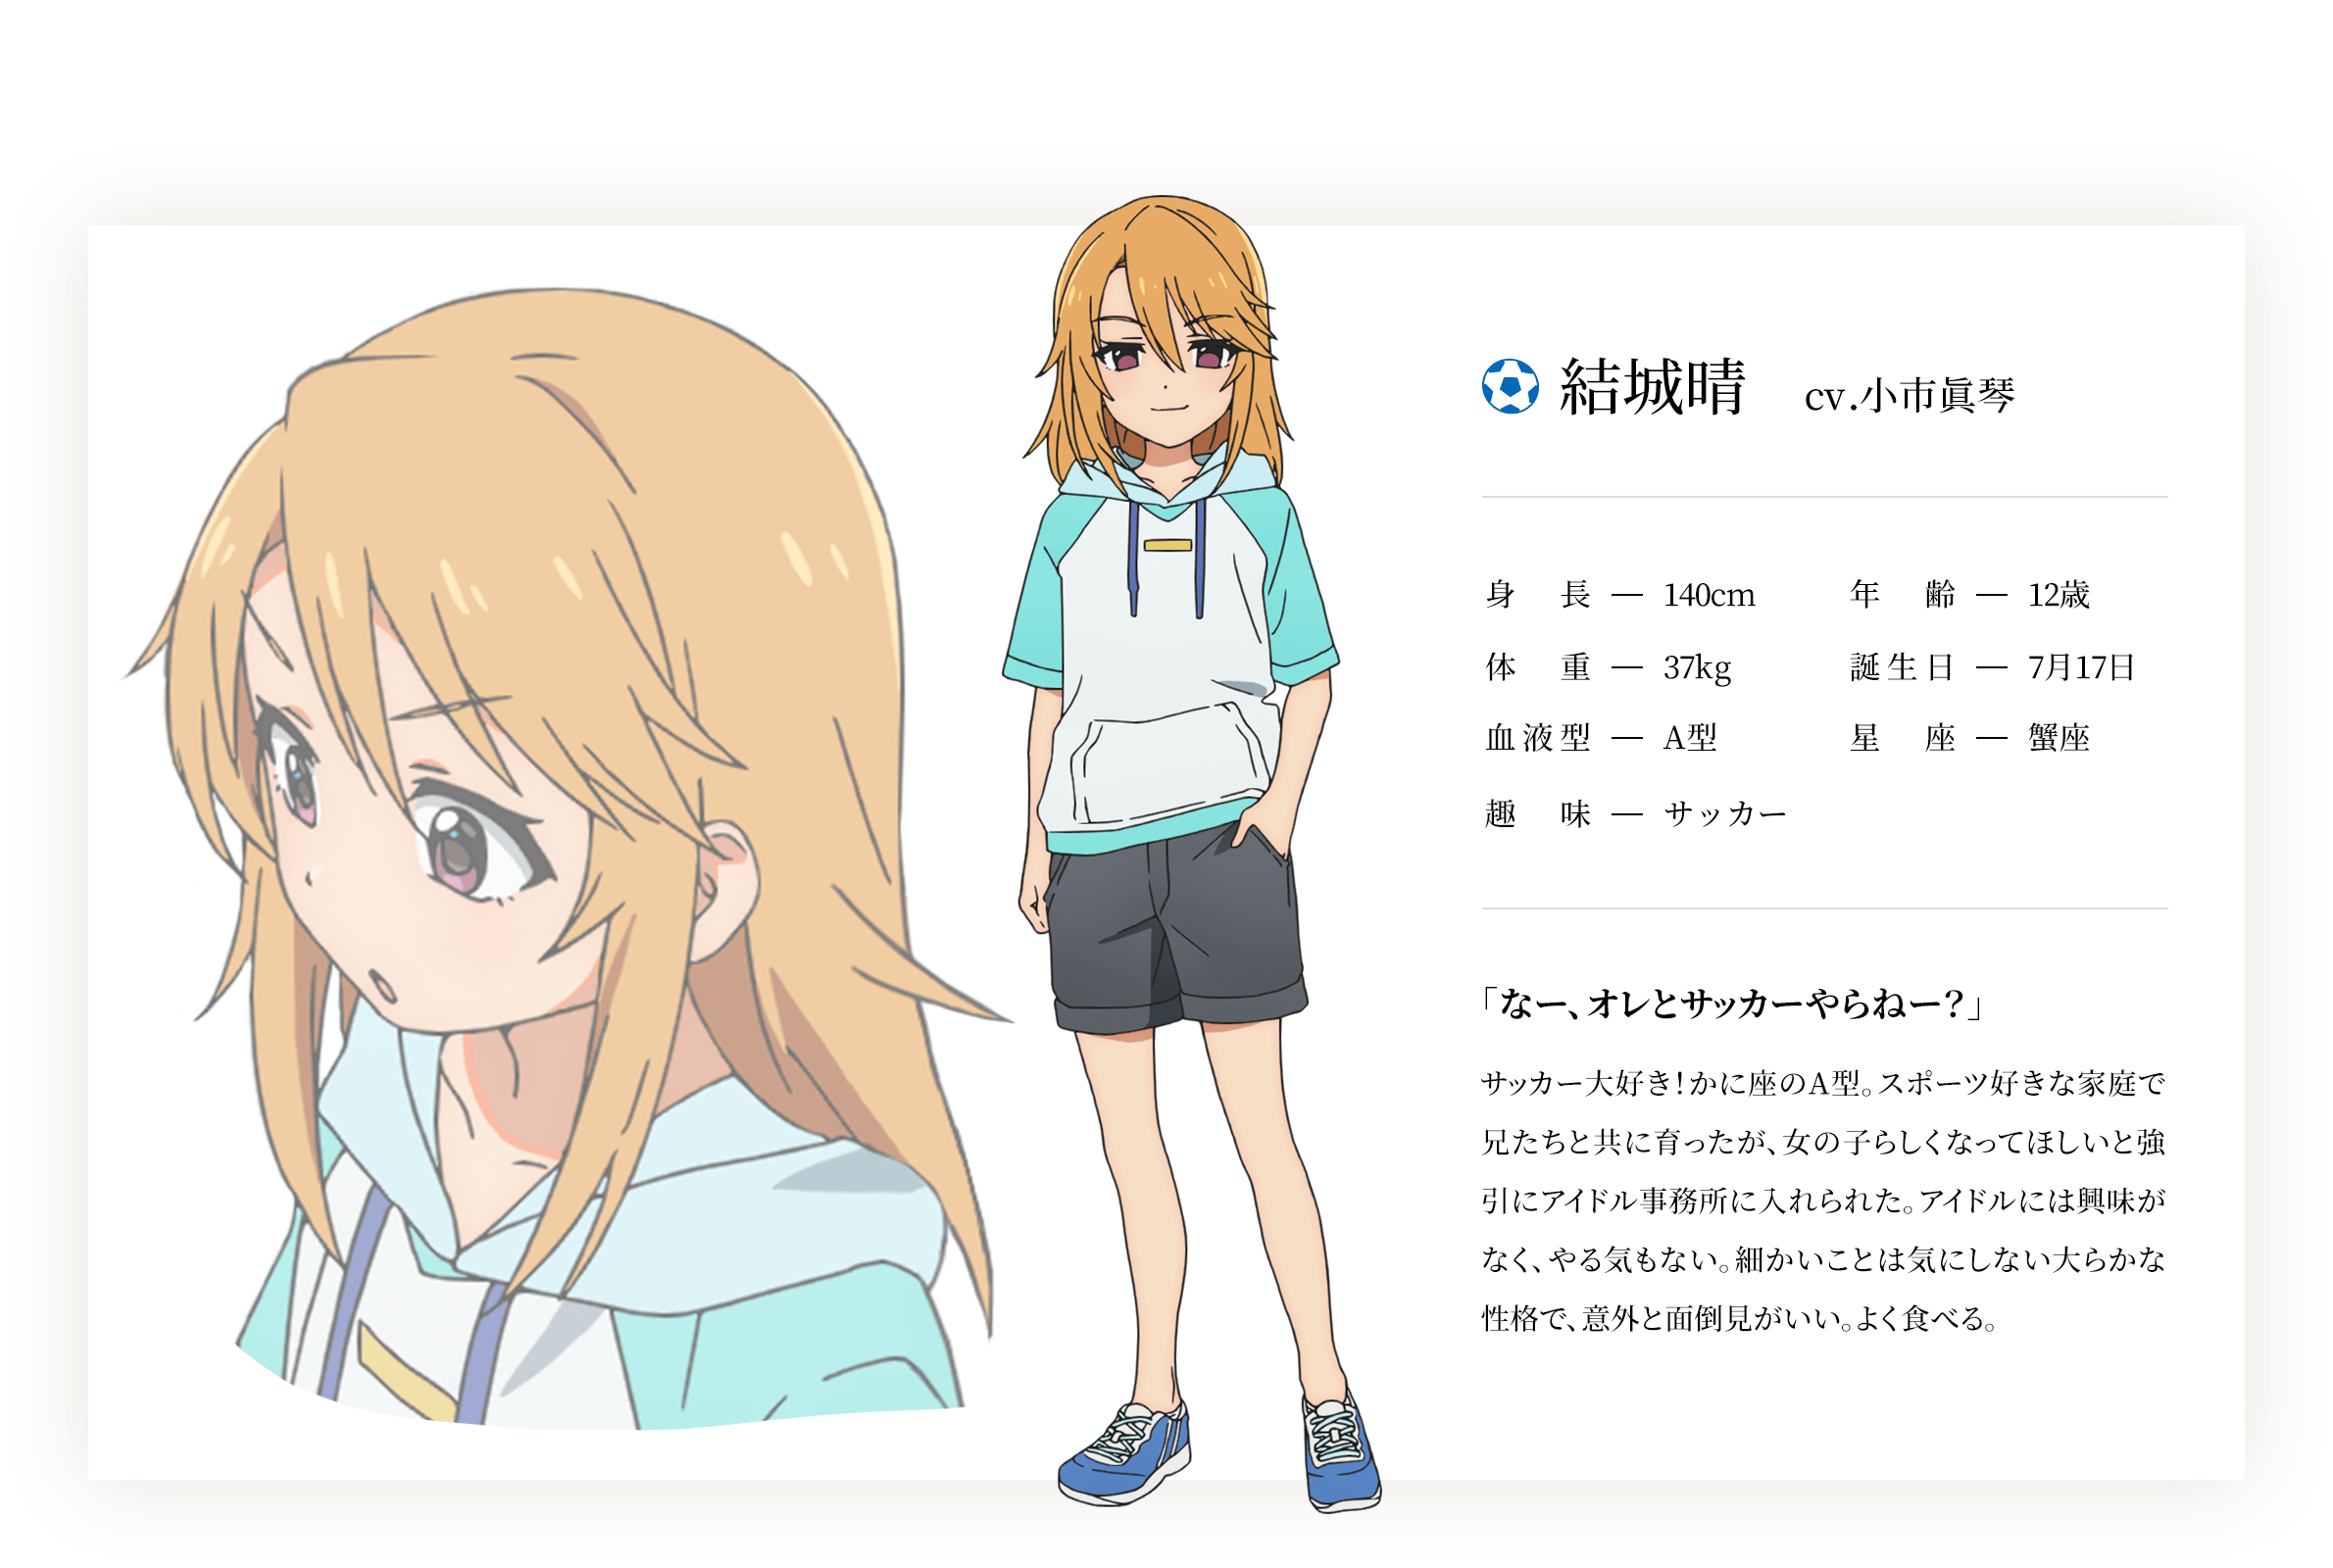 結城晴 cv.小市眞琴
身長 — 140cm 年齢 — 12歳
体重 — 37kg 誕生日 — 7月17日
血液型 — A型 星座 — 蟹座
趣味 — サッカー
「なー、オレとサッカーやらねー？」
サッカー大好き！かに座のA型。スポーツ好きな家庭で
兄たちと共に育ったが、女の子らしくなってほしいと強
引にアイドル事務所に入れられた。アイドルには興味が
なく、やる気もない。細かいことは気にしない大らかな
性格で、意外と面倒見がいい。よく食べる。